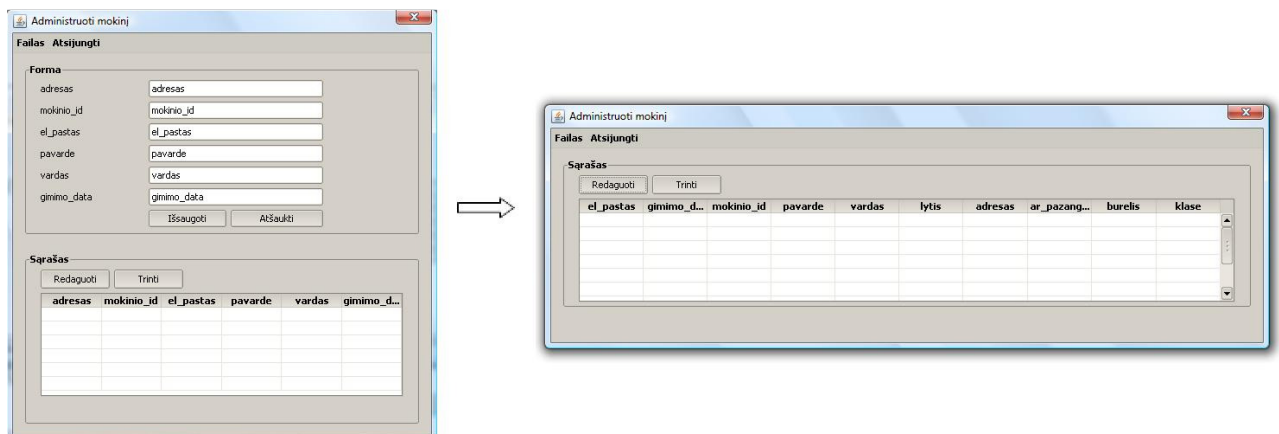 Administruoti mokinį
Failas Atsijungti
Forma
adresas adresas
mokinio_id mokinio_id
el_pastas el_pastas
pavarde pavarde
vardas vardas
gimimo_data gimimo_data
Išsaugoti Atšaukti
Sąrašas
Redaguoti Trinti
adresas mokinio_id el_pastas pavarde vardas gimimo_d...
Administruoti mokinį
Failas Atsijungti
Sąrašas
Redaguoti Trinti
el_pastas gimimo_d... mokinio_id pavarde vardas lytis adresas ar_pazang... burelis klase